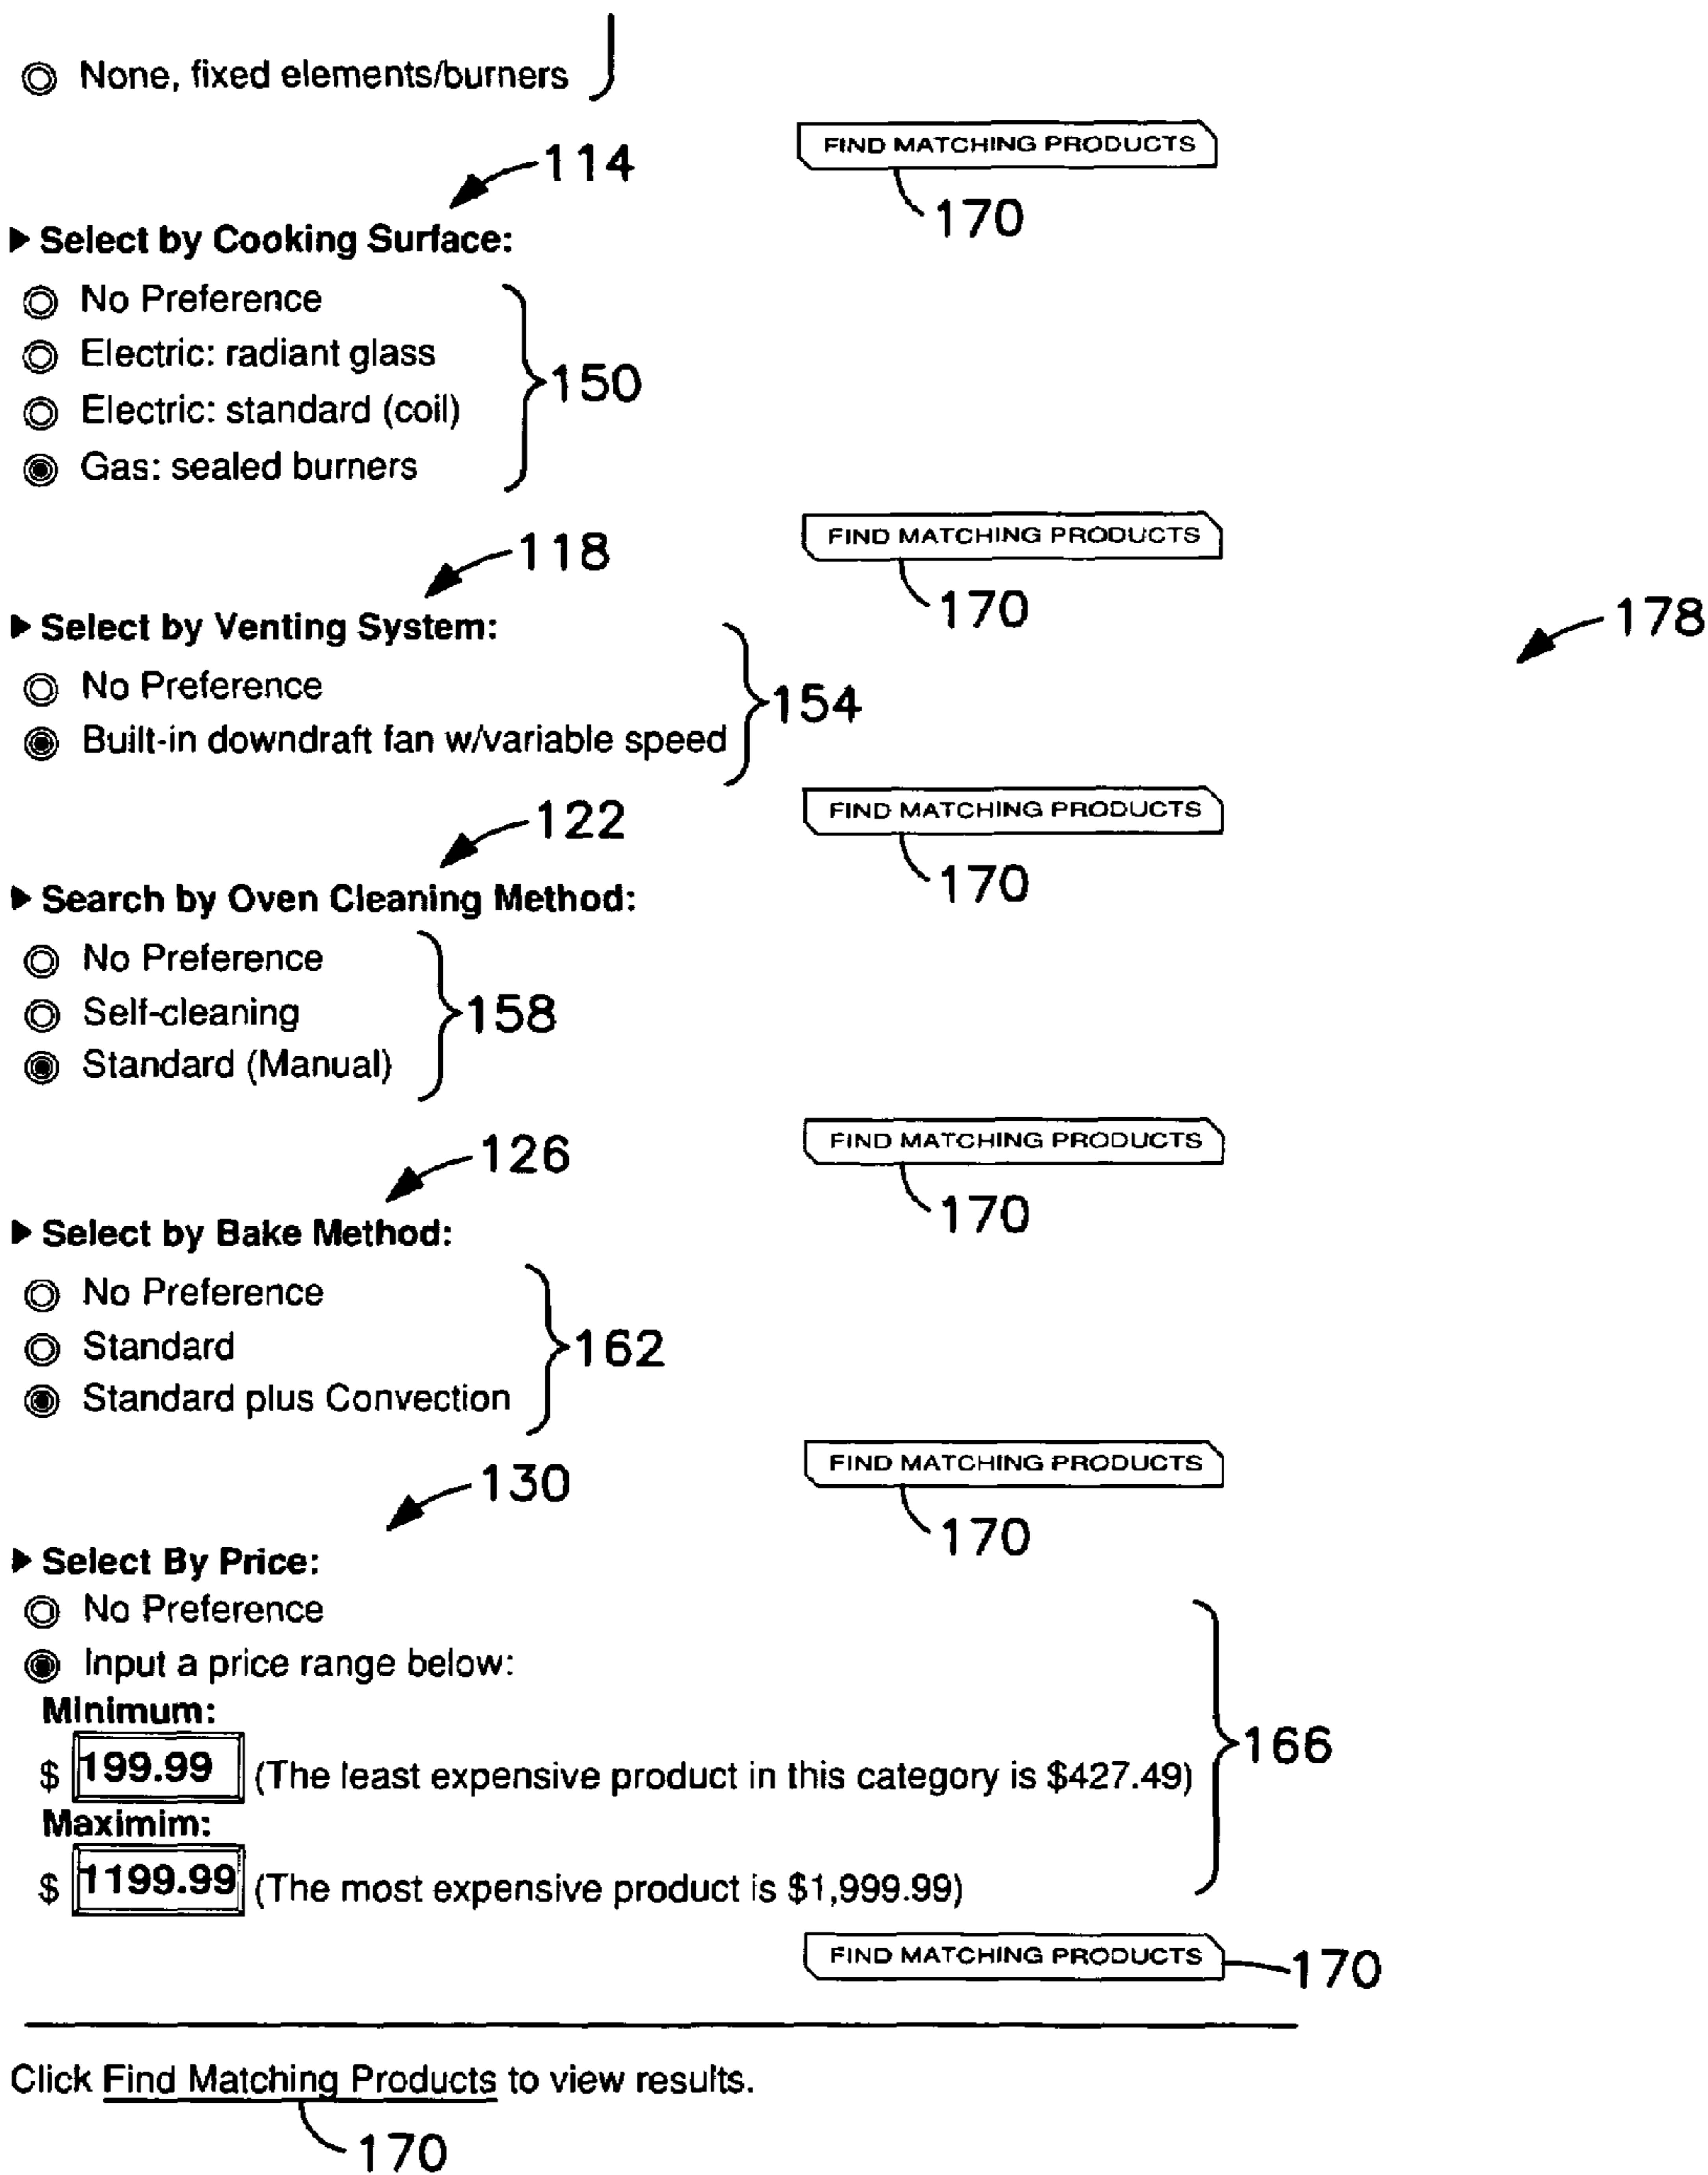 None, fixed elements/burners
FIND MATCHING PRODUCTS
114
170
▶ Select by Cooking Surface:
No Preference
Electric: radiant glass
150
Electric: standard (coil)
Gas: sealed burners
FIND MATCHING PRODUCTS
118
170
178
▶ Select by Venting System:
No Preference
154
Built-in downdraft fan w/variable speed
FIND MATCHING PRODUCTS
122
170
▶ Search by Oven Cleaning Method:
No Preference
Self-cleaning
158
Standard (Manual)
FIND MATCHING PRODUCTS
126
170
▶ Select by Bake Method:
No Preference
Standard
162
Standard plus Convection
FIND MATCHING PRODUCTS
130
170
▶ Select By Price:
No Preference
Input a price range below:
Minimum:
166
$ 199.99 (The least expensive product in this category is $427.49)
Maximim:
$ 1199.99 (The most expensive product is $1,999.99)
FIND MATCHING PRODUCTS
170
Click Find Matching Products to view results.
170